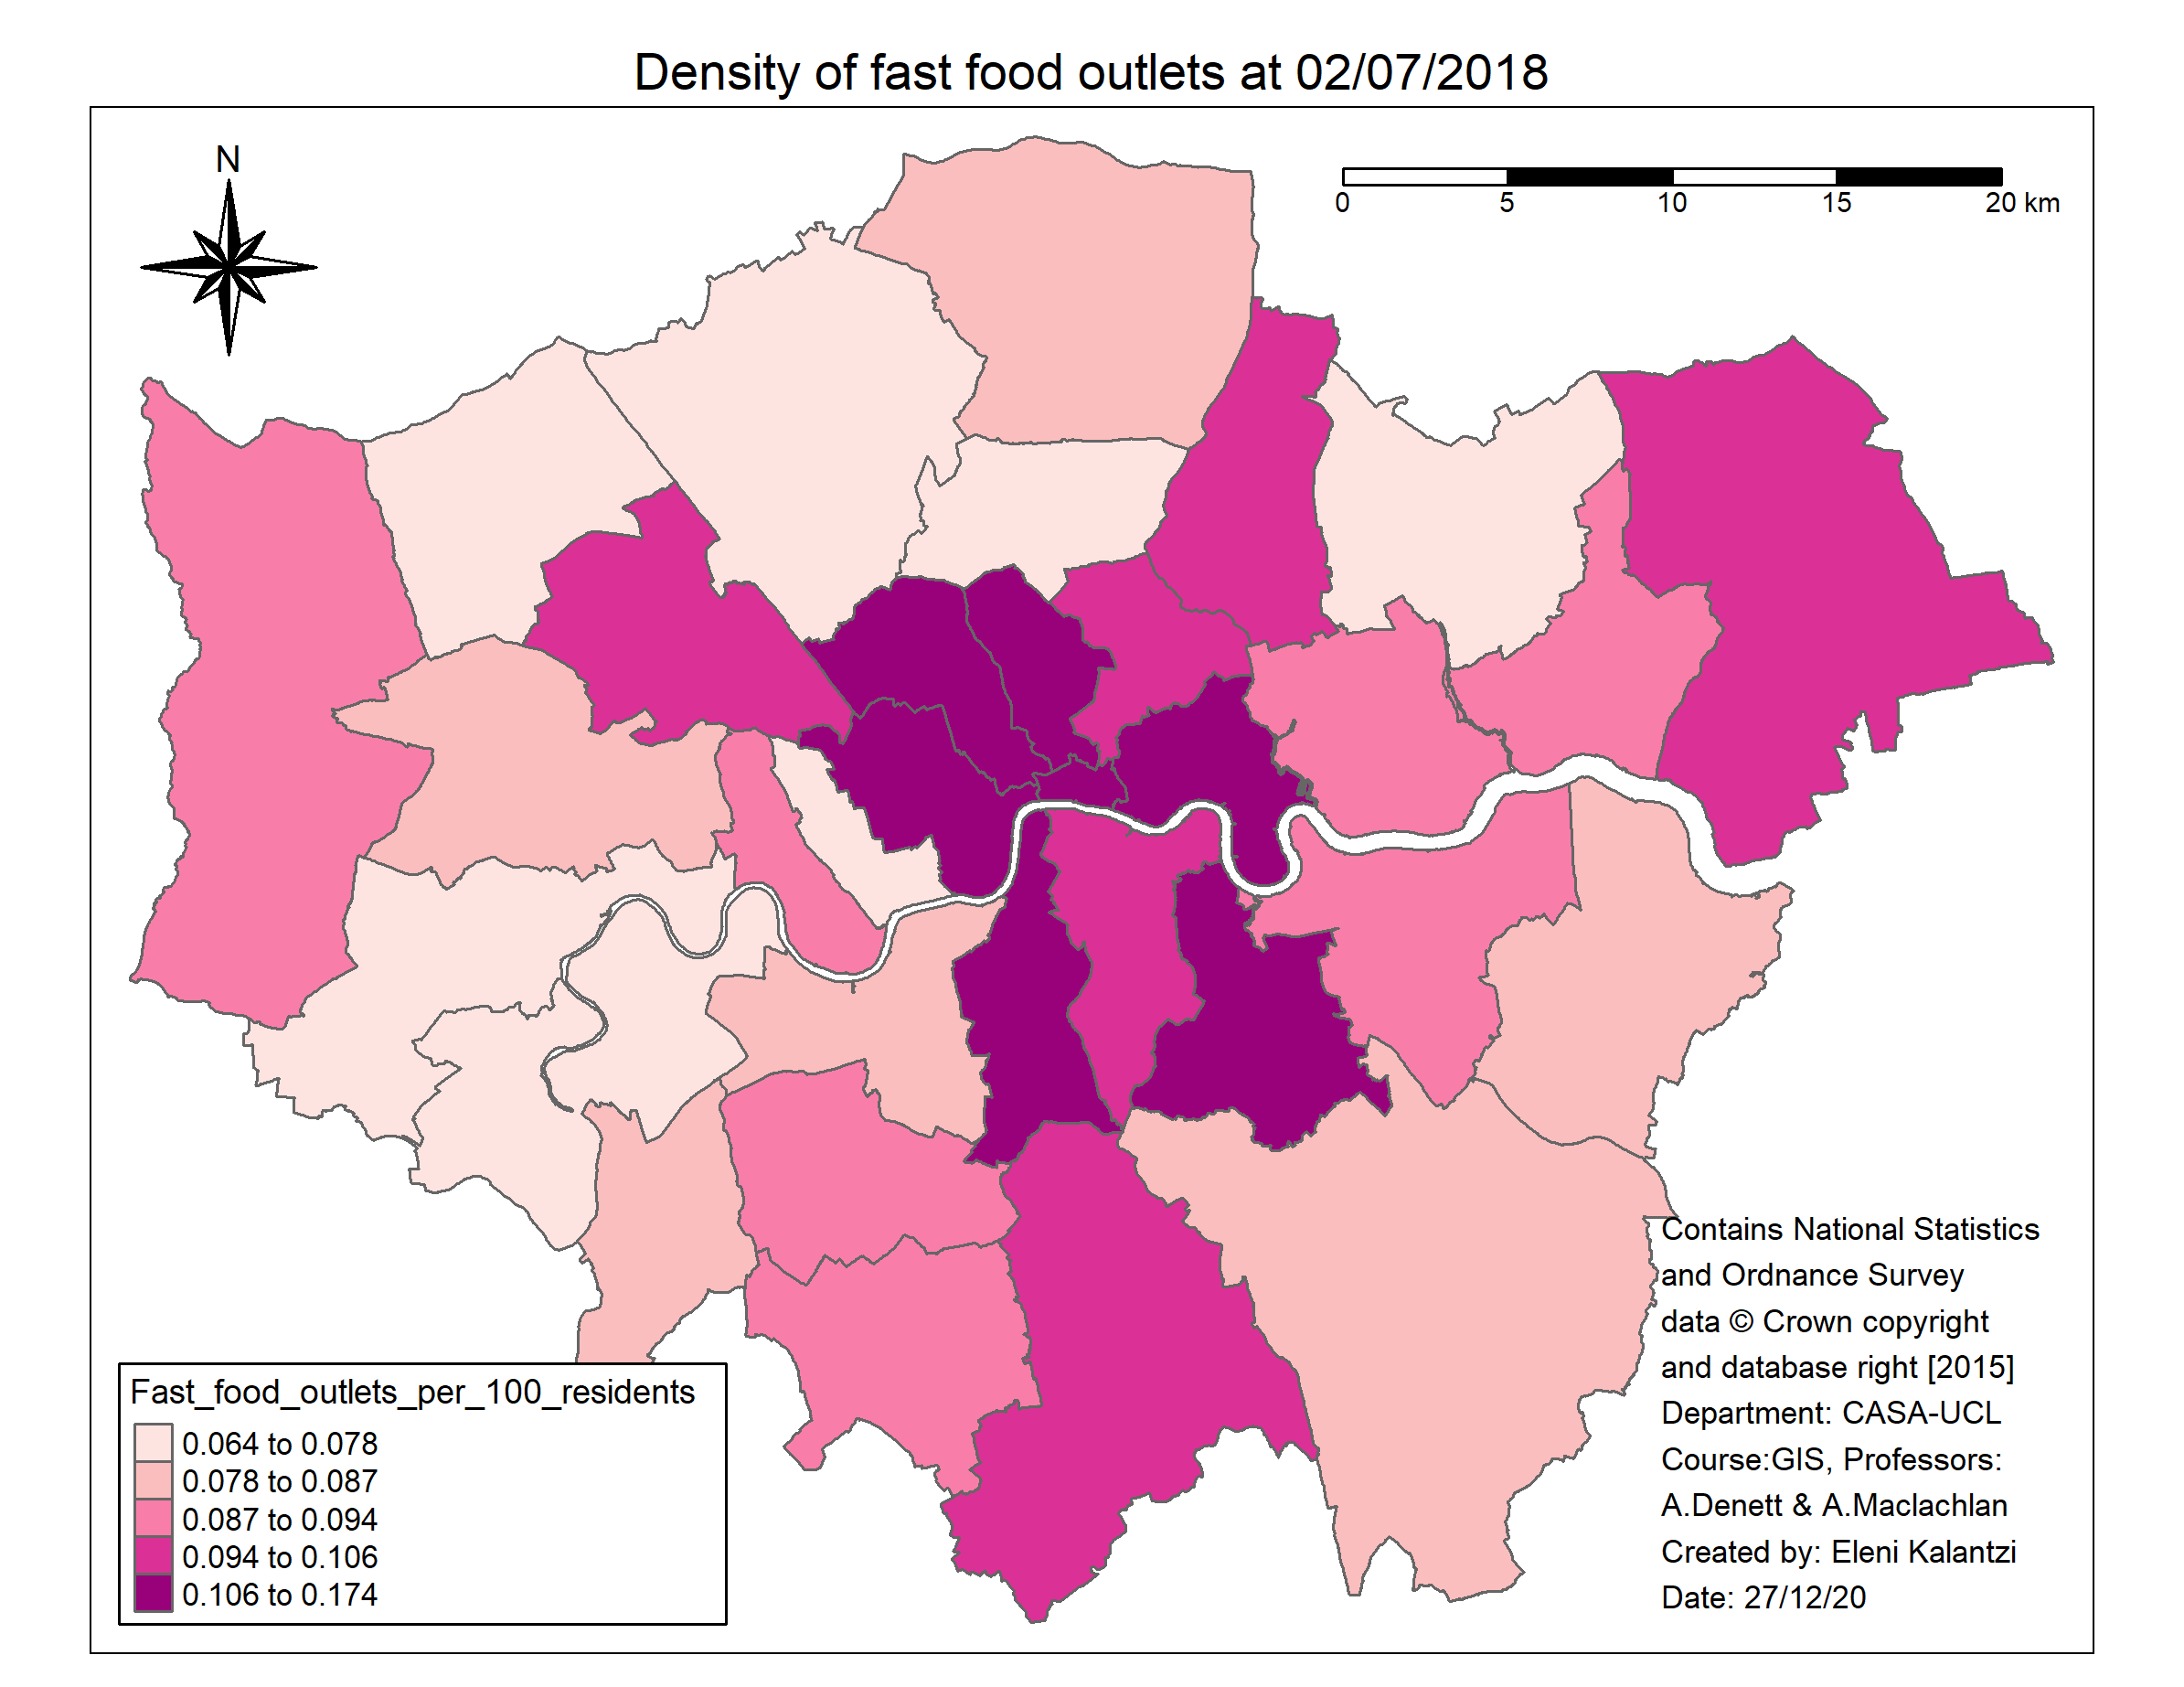 Density of fast food outlets at 02/07/2018
N
0 5 10 15 20 km
Contains National Statistics
and Ordnance Survey
data © Crown copyright
and database right [2015]
Department: CASA-UCL
Course:GIS, Professors:
A.Denett & A.Maclachlan
Created by: Eleni Kalantzi
Date: 27/12/20
Fast_food_outlets_per_100_residents
0.064 to 0.078
0.078 to 0.087
0.087 to 0.094
0.094 to 0.106
0.106 to 0.174